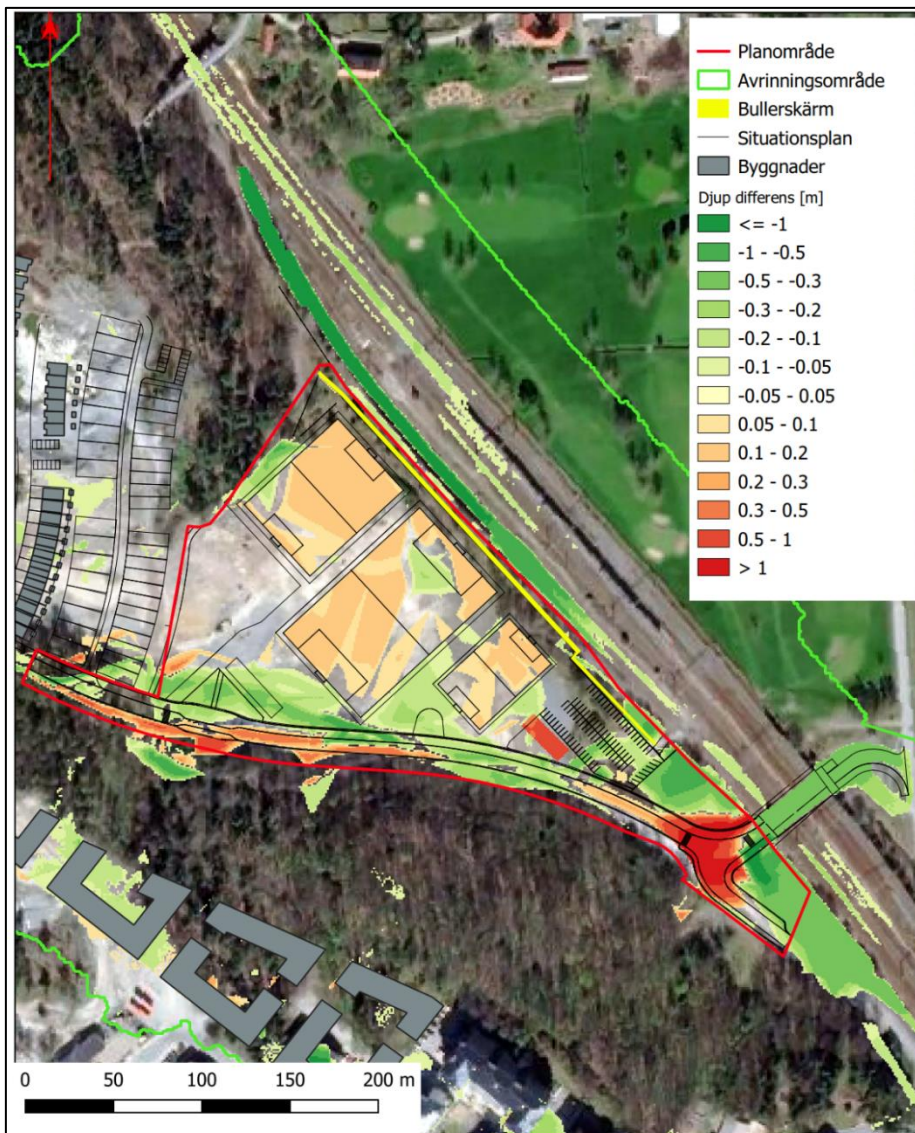 Planområde
Avrinningsområde
Bullerskärm
Situationsplan
Byggnader
Djup differens [m]
<= -1
-1 - -0.5
-0.5 - -0.3
-0.3 - -0.2
-0.2 - -0.1
-0.1 - -0.05
-0.05 - 0.05
0.05 - 0.1
0.1 - 0.2
0.2 - 0.3
0.3 - 0.5
0.5 - 1
> 1
0 50 100 150 200 m